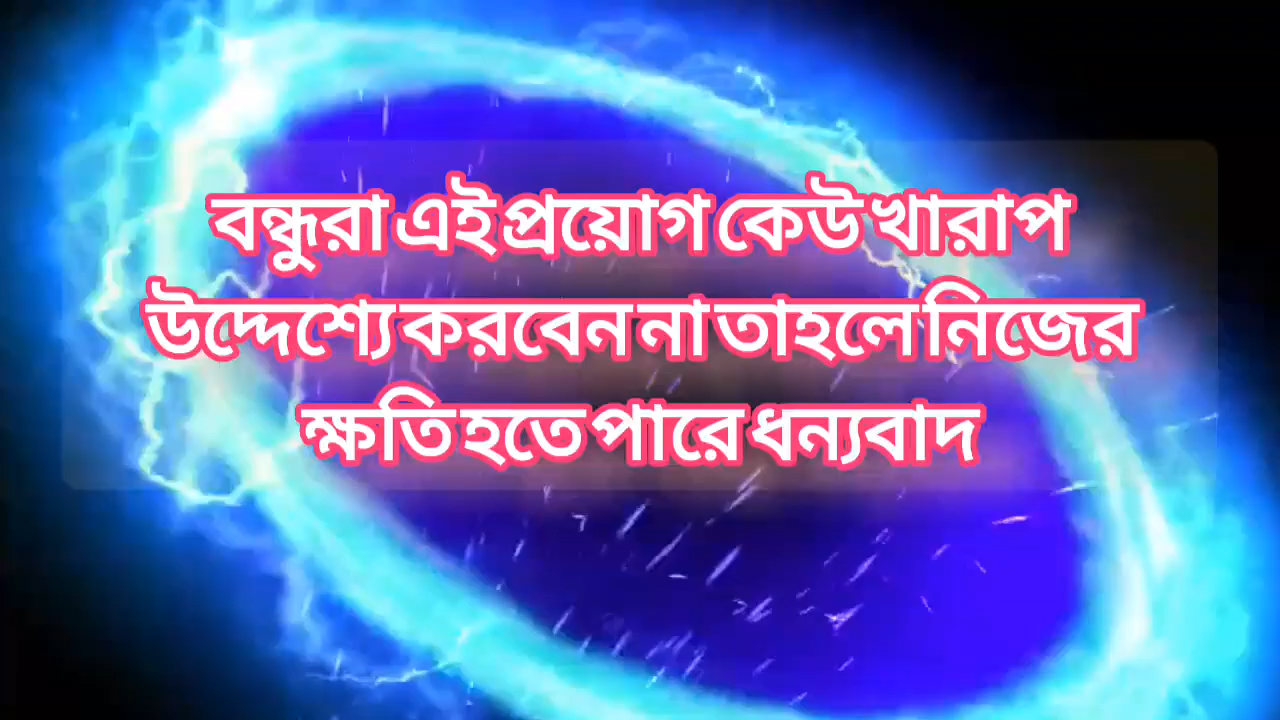 বন্ধুরা এই প্রয়োগ কেউ খারাপ
উদ্দেশ্যে করবেন না তাহলে নিজের
ক্ষতি হতে পারে ধন্যবাদ